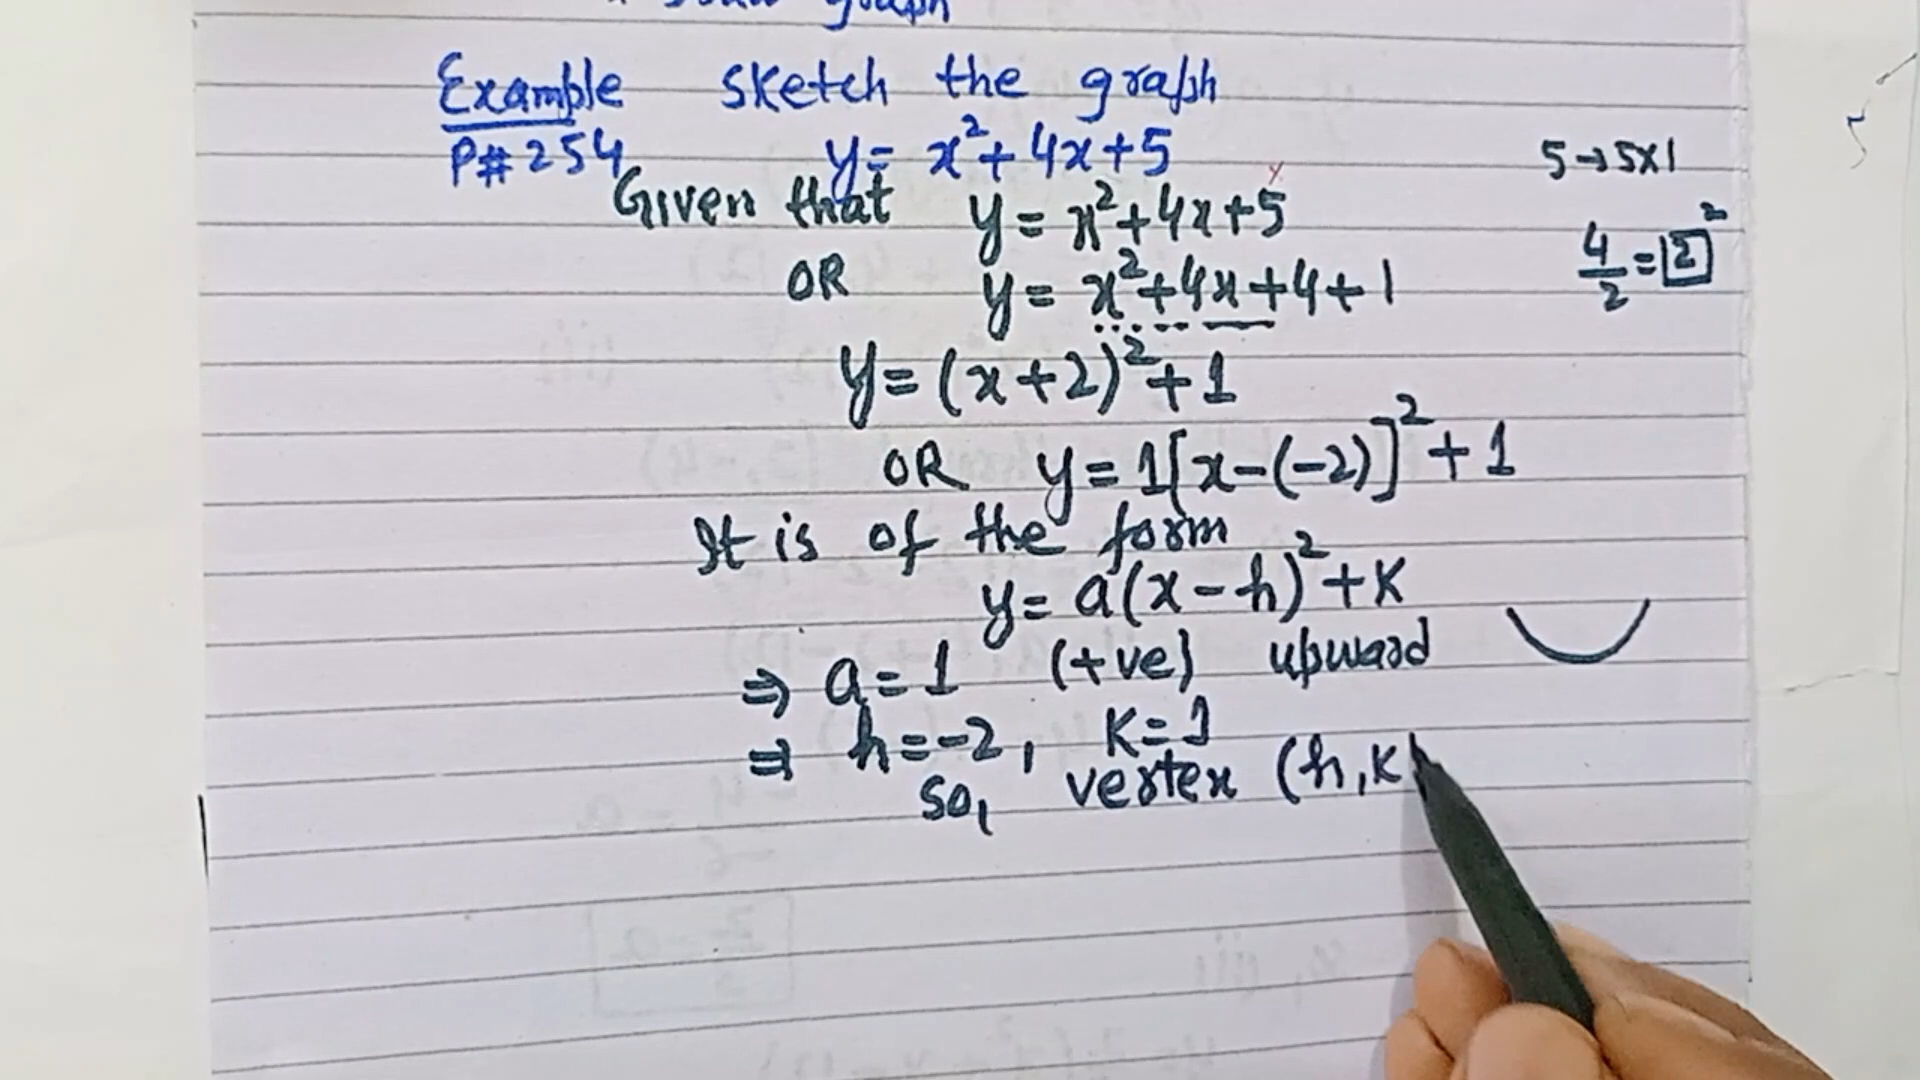 graph
Example sketch the graph
P#254 y = x²+4x+5
5→5x1
Given that y = x²+4x+5
4/2 = 2²
OR y = x²+4x+4+1
y = (x+2)²+1
OR y = 1[x-(-2)]²+1
It is of the form
y = a(x-h)²+K
⇒ a = 1 (+ve) upward
⇒ h = -2, K = 1
So, vertex (h,K